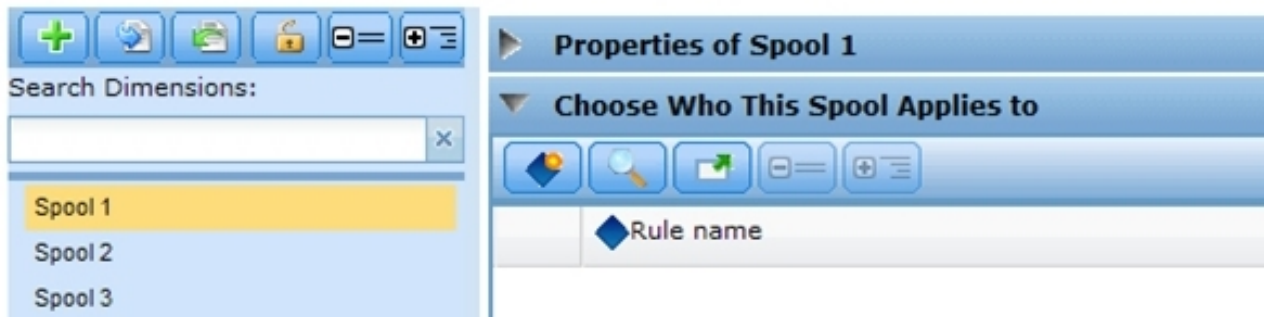 Search Dimensions:
Spool 1
Spool 2
Spool 3
Properties of Spool 1
Choose Who This Spool Applies to
Rule name